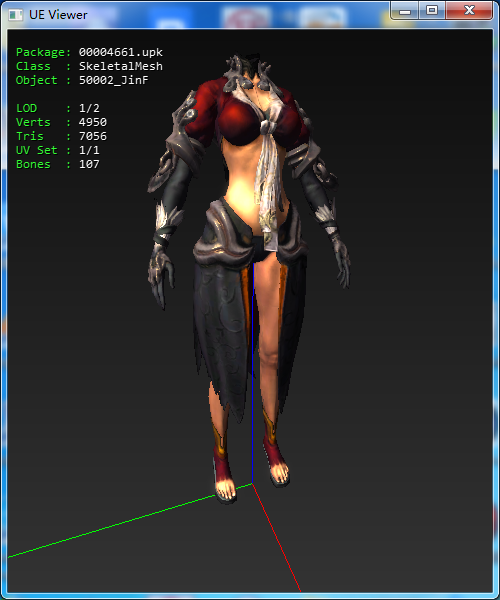 UE Viewer
Package: 00004661.upk
Class  : SkeletalMesh
Object : 50002_JinF
LOD    : 1/2
Verts  : 4950
Tris   : 7056
UV Set : 1/1
Bones  : 107